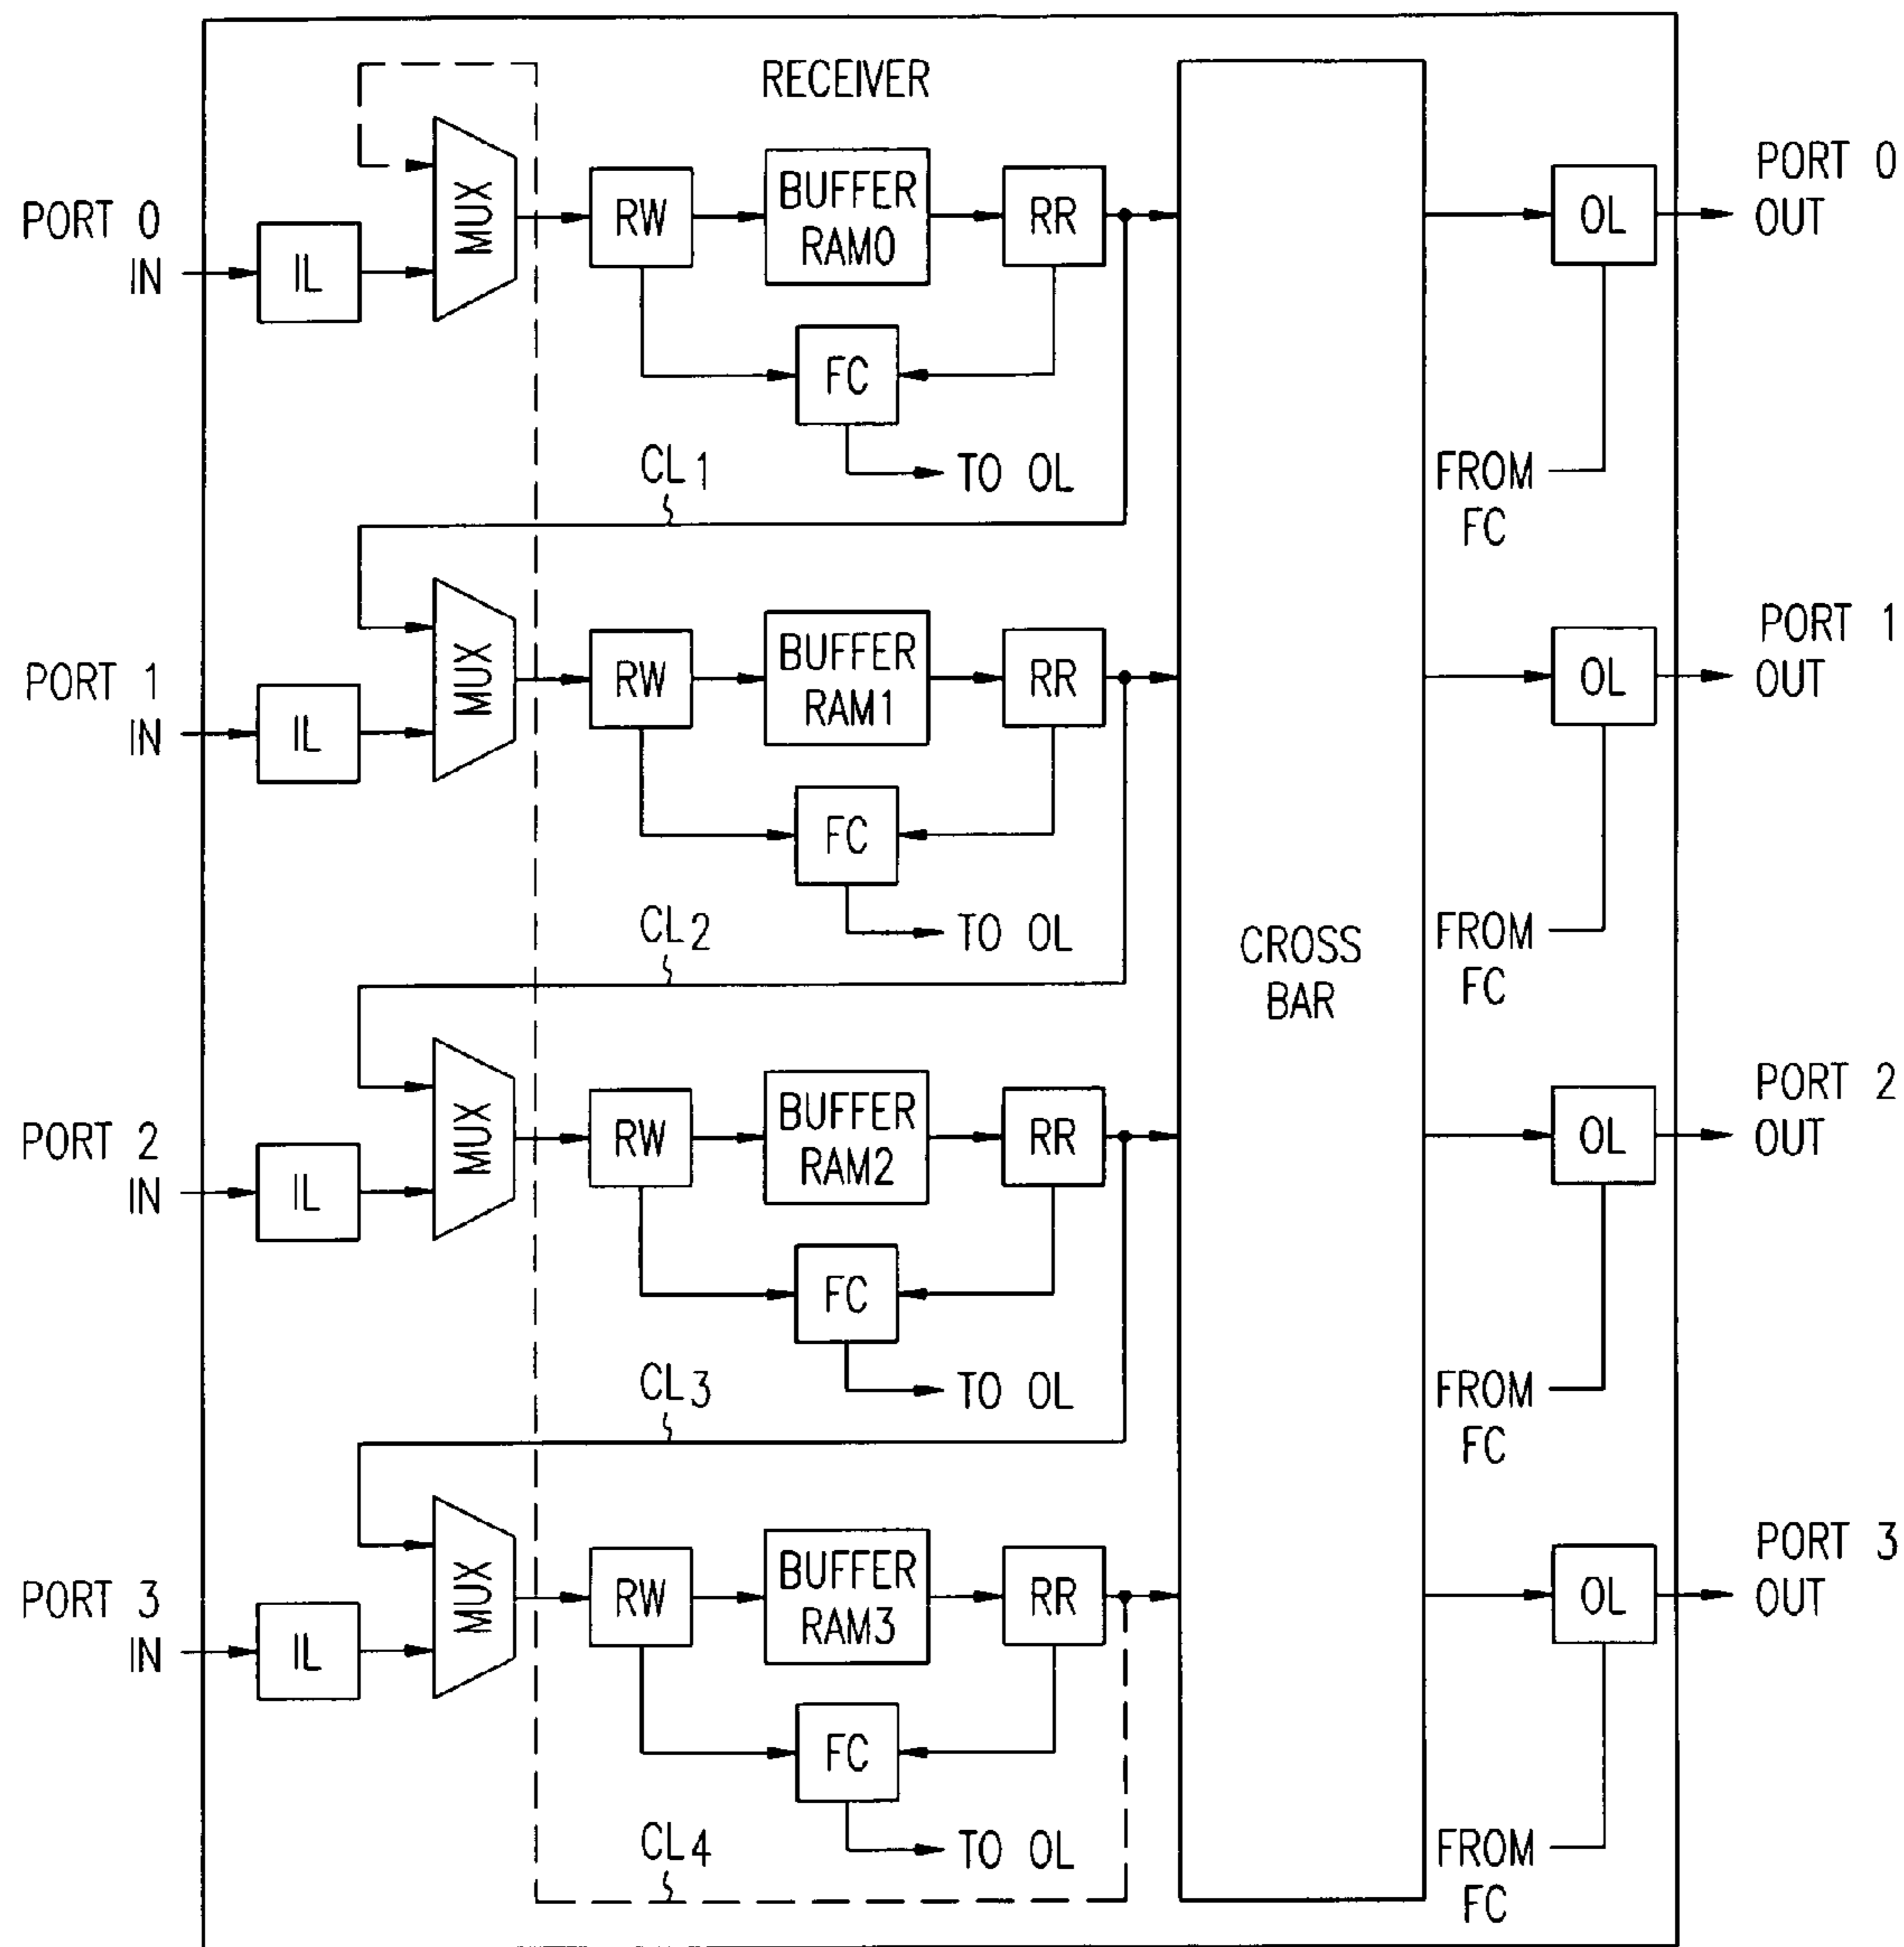 RECEIVER
PORT 0
IN
IL
MUX
RW
BUFFER
RAM0
RR
FC
TO OL
CL1
OL
PORT 0
OUT
FROM
FC
PORT 1
IN
IL
MUX
RW
BUFFER
RAM1
RR
FC
TO OL
CL2
CROSS
BAR
OL
PORT 1
OUT
FROM
FC
PORT 2
IN
IL
MUX
RW
BUFFER
RAM2
RR
FC
TO OL
CL3
OL
PORT 2
OUT
FROM
FC
PORT 3
IN
IL
MUX
RW
BUFFER
RAM3
RR
FC
TO OL
CL4
OL
PORT 3
OUT
FROM
FC